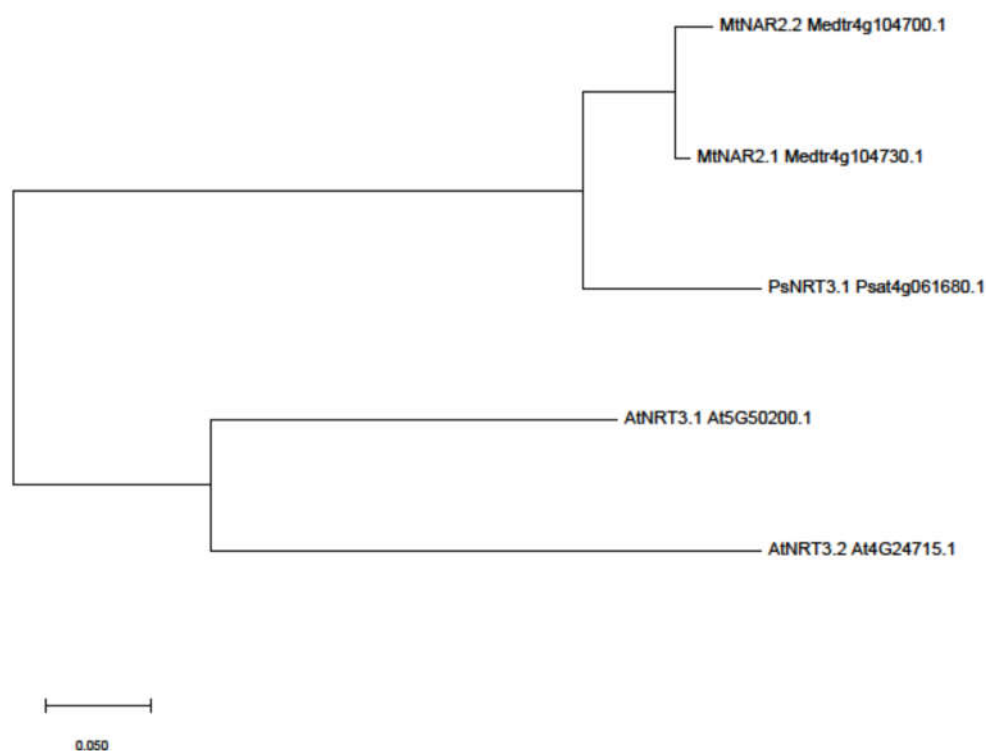 MtNAR2.2 Medtr4g104700.1
MtNAR2.1 Medtr4g104730.1
PsNRT3.1 Psat4g061680.1
AtNRT3.1 At5G50200.1
AtNRT3.2 At4G24715.1
0.050